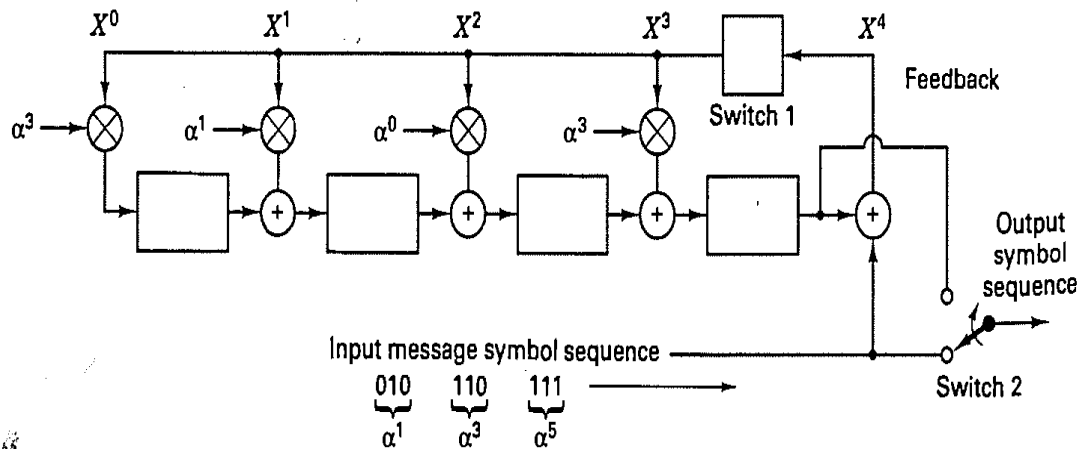 X⁰ X¹ X² X³ X⁴
Feedback
Switch 1
α³ α¹ α⁰ α³
+ + + +
Output
symbol
sequence
Input message symbol sequence
Switch 2
010 110 111
α¹ α³ α⁵